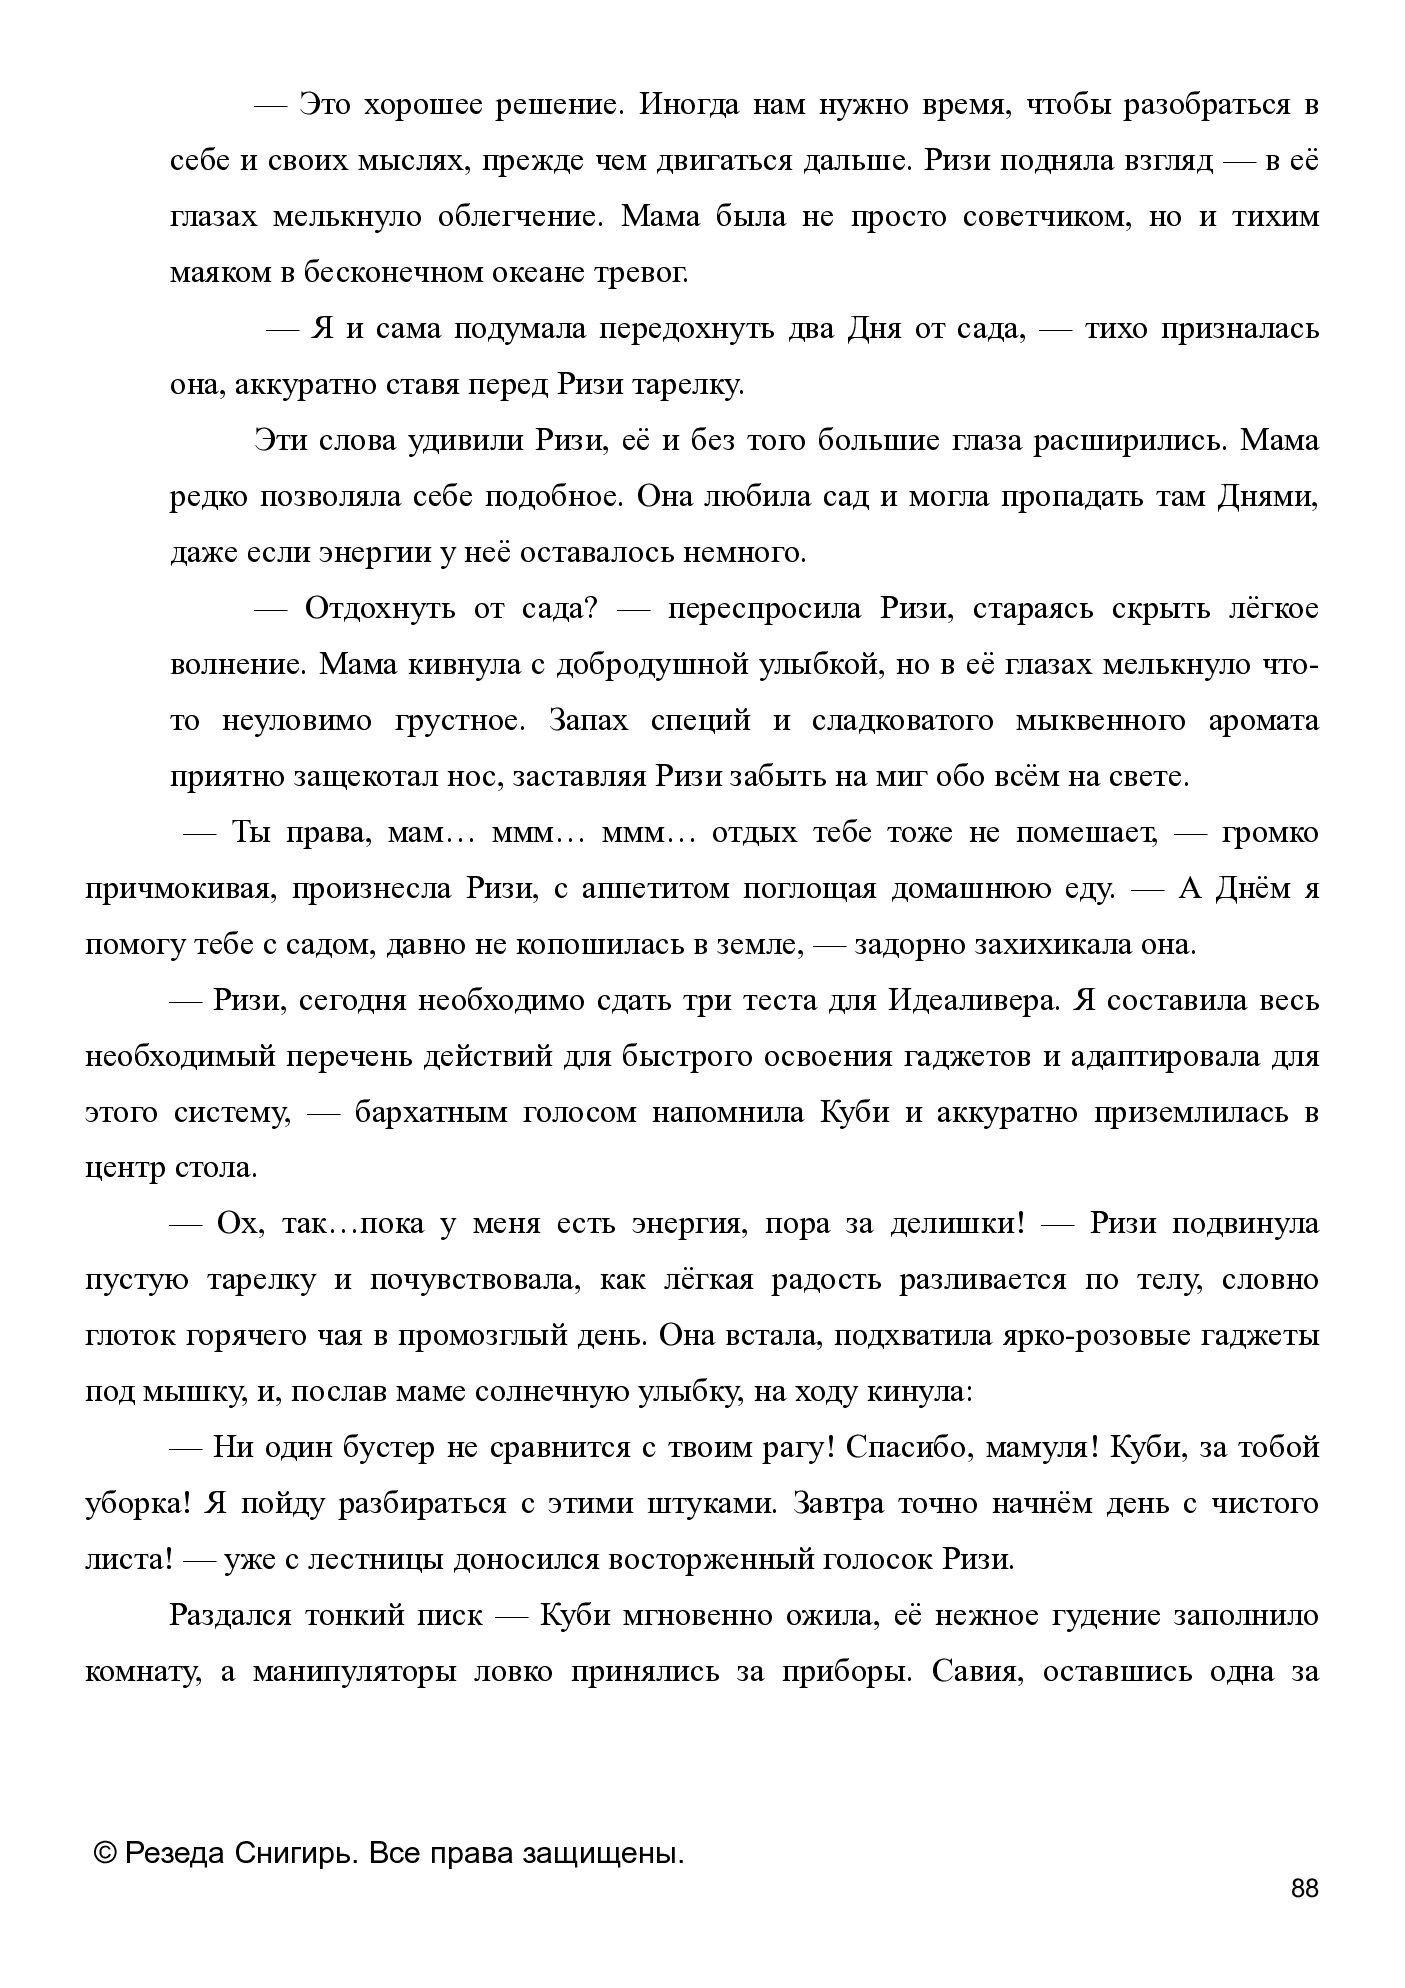 — Это хорошее решение. Иногда нам нужно время, чтобы разобраться в
себе и своих мыслях, прежде чем двигаться дальше. Ризи подняла взгляд — в её
глазах мелькнуло облегчение. Мама была не просто советчиком, но и тихим
маяком в бесконечном океане тревог.
— Я и сама подумала передохнуть два Дня от сада, — тихо призналась
она, аккуратно ставя перед Ризи тарелку.
Эти слова удивили Ризи, её и без того большие глаза расширились. Мама
редко позволяла себе подобное. Она любила сад и могла пропадать там Днями,
даже если энергии у неё оставалось немного.
— Отдохнуть от сада? — переспросила Ризи, стараясь скрыть лёгкое
волнение. Мама кивнула с добродушной улыбкой, но в её глазах мелькнуло что-
то неуловимо грустное. Запах специй и сладковатого мыквенного аромата
приятно защекотал нос, заставляя Ризи забыть на миг обо всём на свете.
— Ты права, мам… ммм… ммм… отдых тебе тоже не помешает, — громко
причмокивая, произнесла Ризи, с аппетитом поглощая домашнюю еду. — А Днём я
помогу тебе с садом, давно не копошилась в земле, — задорно захихикала она.
— Ризи, сегодня необходимо сдать три теста для Идеаливера. Я составила весь
необходимый перечень действий для быстрого освоения гаджетов и адаптировала для
этого систему, — бархатным голосом напомнила Куби и аккуратно приземлилась в
центр стола.
— Ох, так…пока у меня есть энергия, пора за делишки! — Ризи подвинула
пустую тарелку и почувствовала, как лёгкая радость разливается по телу, словно
глоток горячего чая в промозглый день. Она встала, подхватила ярко-розовые гаджеты
под мышку, и, послав маме солнечную улыбку, на ходу кинула:
— Ни один бустер не сравнится с твоим рагу! Спасибо, мамуля! Куби, за тобой
уборка! Я пойду разбираться с этими штуками. Завтра точно начнём день с чистого
листа! — уже с лестницы доносился восторженный голосок Ризи.
Раздался тонкий писк — Куби мгновенно ожила, её нежное гудение заполнило
комнату, а манипуляторы ловко принялись за приборы. Савия, оставшись одна за
© Резеда Снигирь. Все права защищены.
88